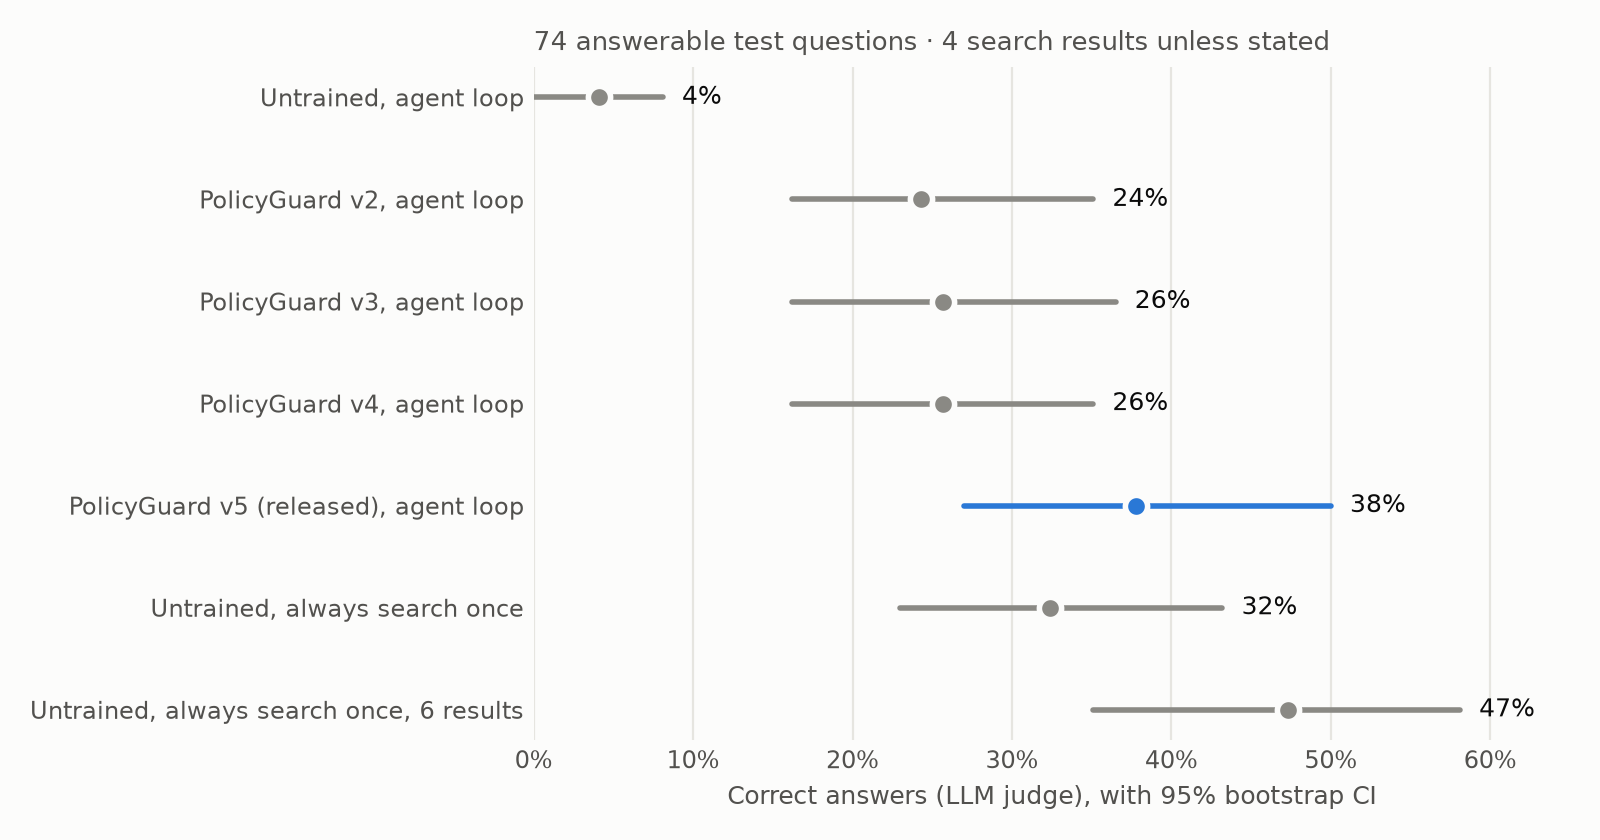 74 answerable test questions · 4 search results unless stated
Untrained, agent loop 4%
PolicyGuard v2, agent loop 24%
PolicyGuard v3, agent loop 26%
PolicyGuard v4, agent loop 26%
PolicyGuard v5 (released), agent loop 38%
Untrained, always search once 32%
Untrained, always search once, 6 results 47%
0% 10% 20% 30% 40% 50% 60%
Correct answers (LLM judge), with 95% bootstrap CI